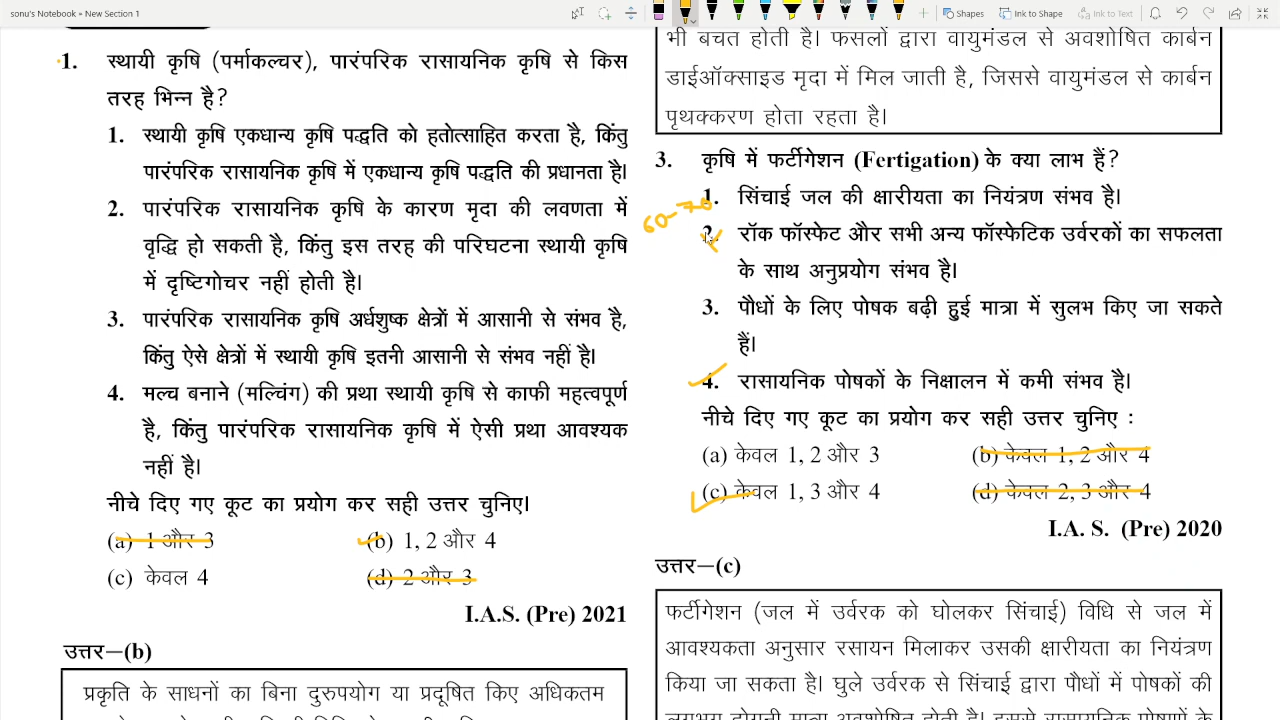 sonu's Notebook » New Section 1
Shapes
Ink to Shape
Ink to Text
1. स्थायी कृषि (पर्माकल्चर), पारंपरिक रासायनिक कृषि से किस
तरह भिन्न है?
1. स्थायी कृषि एकधान्य कृषि पद्धति को हतोत्साहित करता है, किंतु
पारंपरिक रासायनिक कृषि में एकधान्य कृषि पद्धति की प्रधानता है।
2. पारंपरिक रासायनिक कृषि के कारण मृदा की लवणता में
वृद्धि हो सकती है, किंतु इस तरह की परिघटना स्थायी कृषि
में दृष्टिगोचर नहीं होती है।
3. पारंपरिक रासायनिक कृषि अर्धशुष्क क्षेत्रों में आसानी से संभव है,
किंतु ऐसे क्षेत्रों में स्थायी कृषि इतनी आसानी से संभव नहीं है।
4. मल्च बनाने (मल्चिंग) की प्रथा स्थायी कृषि से काफी महत्वपूर्ण
है, किंतु पारंपरिक रासायनिक कृषि में ऐसी प्रथा आवश्यक
नहीं है।
नीचे दिए गए कूट का प्रयोग कर सही उत्तर चुनिए।
(a) 1 और 3 (b) 1, 2 और 4
(c) केवल 4 (d) 2 और 3
I.A.S. (Pre) 2021
उत्तर–(b)
प्रकृति के साधनों का बिना दुरुपयोग या प्रदूषित किए अधिकतम
भी बचत होती है। फसलों द्वारा वायुमंडल से अवशोषित कार्बन
डाईऑक्साइड मृदा में मिल जाती है, जिससे वायुमंडल से कार्बन
पृथक्करण होता रहता है।
3. कृषि में फर्टीगेशन (Fertigation) के क्या लाभ हैं?
1. सिंचाई जल की क्षारीयता का नियंत्रण संभव है।
60-70
2. रॉक फॉस्फेट और सभी अन्य फॉस्फेटिक उर्वरकों का सफलता
के साथ अनुप्रयोग संभव है।
3. पौधों के लिए पोषक बढ़ी हुई मात्रा में सुलभ किए जा सकते
हैं।
4. रासायनिक पोषकों के निक्षालन में कमी संभव है।
नीचे दिए गए कूट का प्रयोग कर सही उत्तर चुनिए :
(a) केवल 1, 2 और 3 (b) केवल 1, 2 और 4
(c) केवल 1, 3 और 4 (d) केवल 2, 3 और 4
I.A. S. (Pre) 2020
उत्तर–(c)
फर्टीगेशन (जल में उर्वरक को घोलकर सिंचाई) विधि से जल में
आवश्यकता अनुसार रसायन मिलाकर उसकी क्षारीयता का नियंत्रण
किया जा सकता है। घुले उर्वरक से सिंचाई द्वारा पौधों में पोषकों की
लगभग दोगुनी मात्रा अवशोषित होती है। इससे रासायनिक पोषणों के